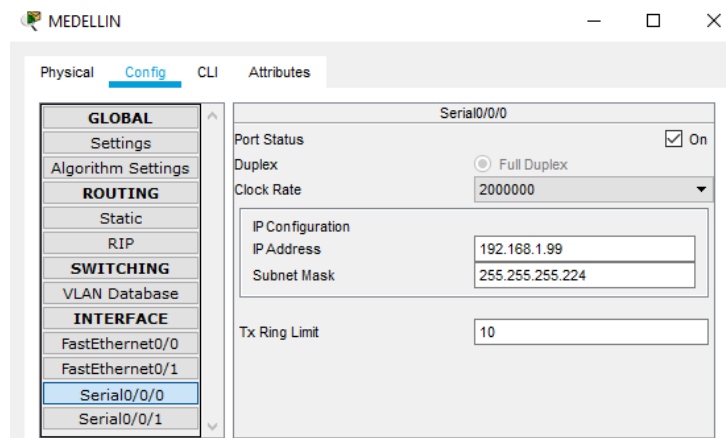 MEDELLIN
Physical Config CLI Attributes
GLOBAL
Settings
Algorithm Settings
ROUTING
Static
RIP
SWITCHING
VLAN Database
INTERFACE
FastEthernet0/0
FastEthernet0/1
Serial0/0/0
Serial0/0/1
Serial0/0/0
Port Status On
Duplex Full Duplex
Clock Rate 2000000
IP Configuration
IP Address 192.168.1.99
Subnet Mask 255.255.255.224
Tx Ring Limit 10